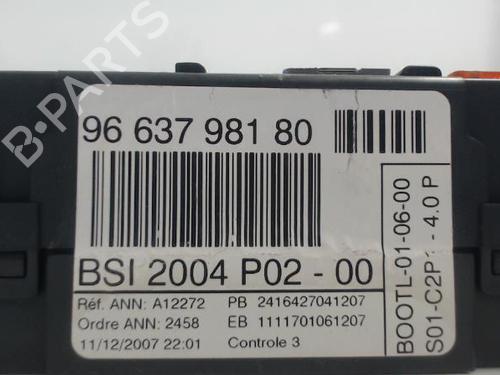 B-PARTS
96 637 981 80
BSI 2004 P02 - 00
Réf. ANN: A12272 PB 2416427041207
Ordre ANN: 2458 EB 1111701061207
11/12/2007 22:01 Controle 3
BOOTL-01-06-00
S01-C2P1 - 4.0 P